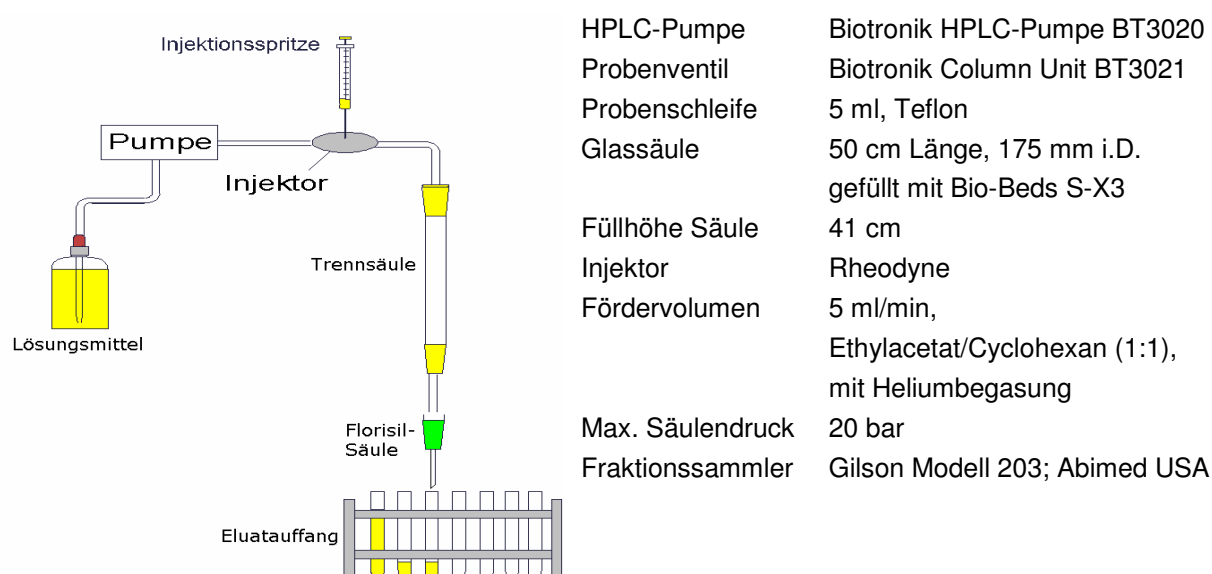 Injektionsspritze
Pumpe
Injektor
Trennsäule
Lösungsmittel
Florisil-
Säule
Eluatauffang
HPLC-Pumpe Biotronik HPLC-Pumpe BT3020
Probenventil Biotronik Column Unit BT3021
Probenschleife 5 ml, Teflon
Glassäule 50 cm Länge, 175 mm i.D.
gefüllt mit Bio-Beds S-X3
Füllhöhe Säule 41 cm
Injektor Rheodyne
Fördervolumen 5 ml/min,
Ethylacetat/Cyclohexan (1:1),
mit Heliumbegasung
Max. Säulendruck 20 bar
Fraktionssammler Gilson Modell 203; Abimed USA